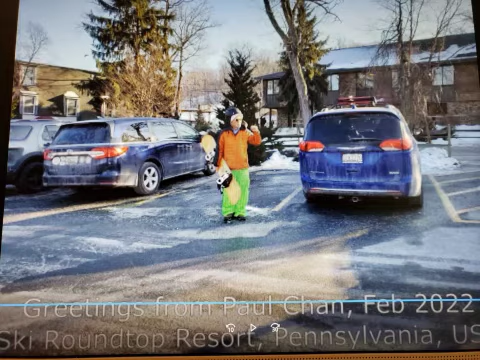 Greetings from Paul Chan, Feb 2022
Ski Roundtop Resort, Pennsylvania, US